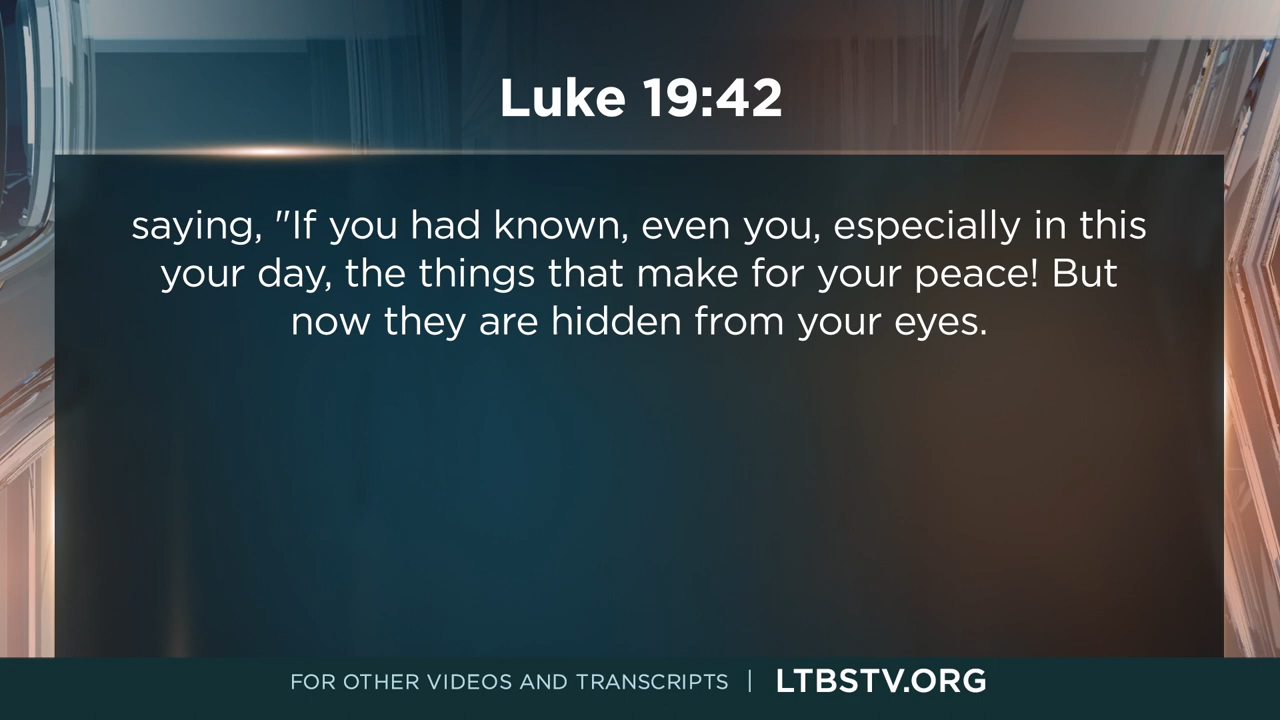 Luke 19:42
saying, "If you had known, even you, especially in this
your day, the things that make for your peace! But
now they are hidden from your eyes.
FOR OTHER VIDEOS AND TRANSCRIPTS | LTBSTV.ORG